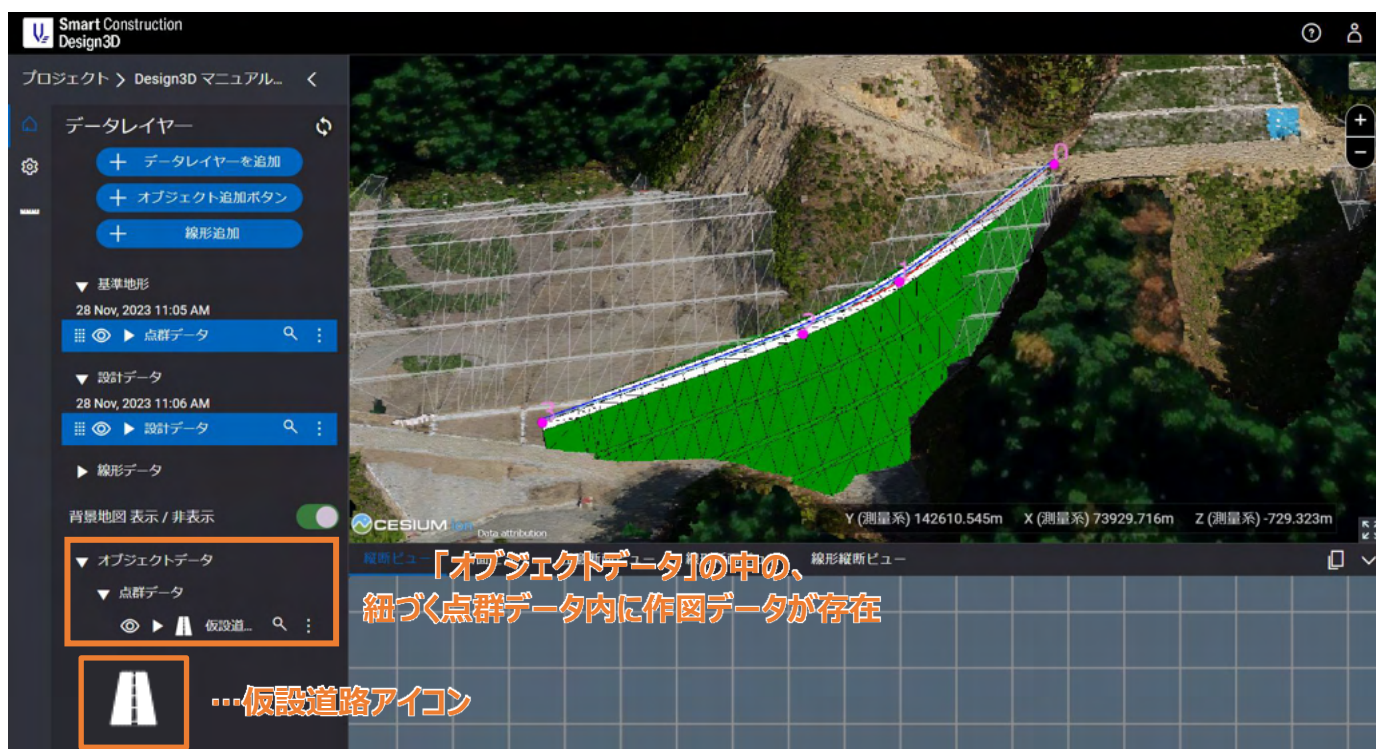 Smart Construction
Design3D
プロジェクト > Design3D マニュアル...
データレイヤー
+ データレイヤーを追加
+ オブジェクト追加ボタン
+ 線形追加
▼ 基準地形
28 Nov, 2023 11:05 AM
点群データ
▼ 設計データ
28 Nov, 2023 11:06 AM
設計データ
▶ 線形データ
背景地図 表示 / 非表示
▼ オブジェクトデータ
▼ 点群データ
仮設道...
CESIUM ion
Data attribution
Y (測量系) 142610.545m X (測量系) 73929.716m Z (測量系) -729.323m
縦断ビュー
線形縦断ビュー
「オブジェクトデータ」の中の、
紐づく点群データ内に作図データが存在
…仮設道路アイコン